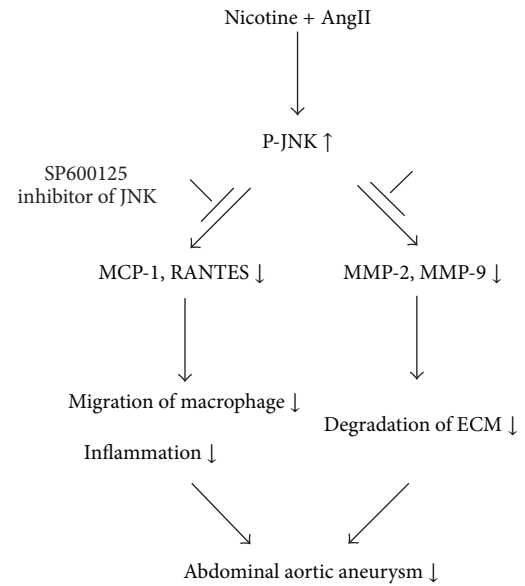 Nicotine + AngII
P-JNK ↑
SP600125
inhibitor of JNK
MCP-1, RANTES ↓
MMP-2, MMP-9 ↓
Migration of macrophage ↓
Degradation of ECM ↓
Inflammation ↓
Abdominal aortic aneurysm ↓